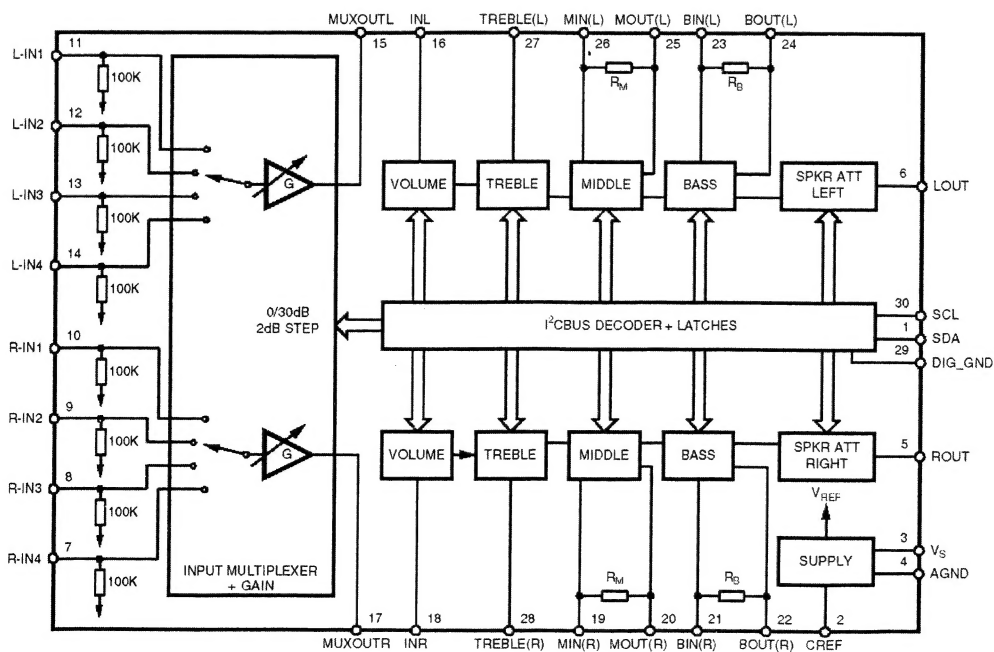 MUXOUTL INL TREBLE(L) MIN(L) MOUT(L) BIN(L) BOUT(L)
15 16 27 26 25 23 24
L-IN1 11
100K
L-IN2 12
100K
L-IN3 13
100K
L-IN4 14
100K
R-IN1 10
100K
R-IN2 9
100K
R-IN3 8
100K
R-IN4 7
100K
G
0/30dB
2dB STEP
G
INPUT MULTIPLEXER
+ GAIN
RM RB
VOLUME TREBLE MIDDLE BASS SPKR ATT
LEFT
6 LOUT
I²CBUS DECODER + LATCHES
30 SCL
1 SDA
29 DIG_GND
VOLUME TREBLE MIDDLE BASS SPKR ATT
RIGHT
5 ROUT
VREF
SUPPLY
3 VS
4 AGND
RM RB
17 18 28 19 20 21 22 2
MUXOUTR INR TREBLE(R) MIN(R) MOUT(R) BIN(R) BOUT(R) CREF